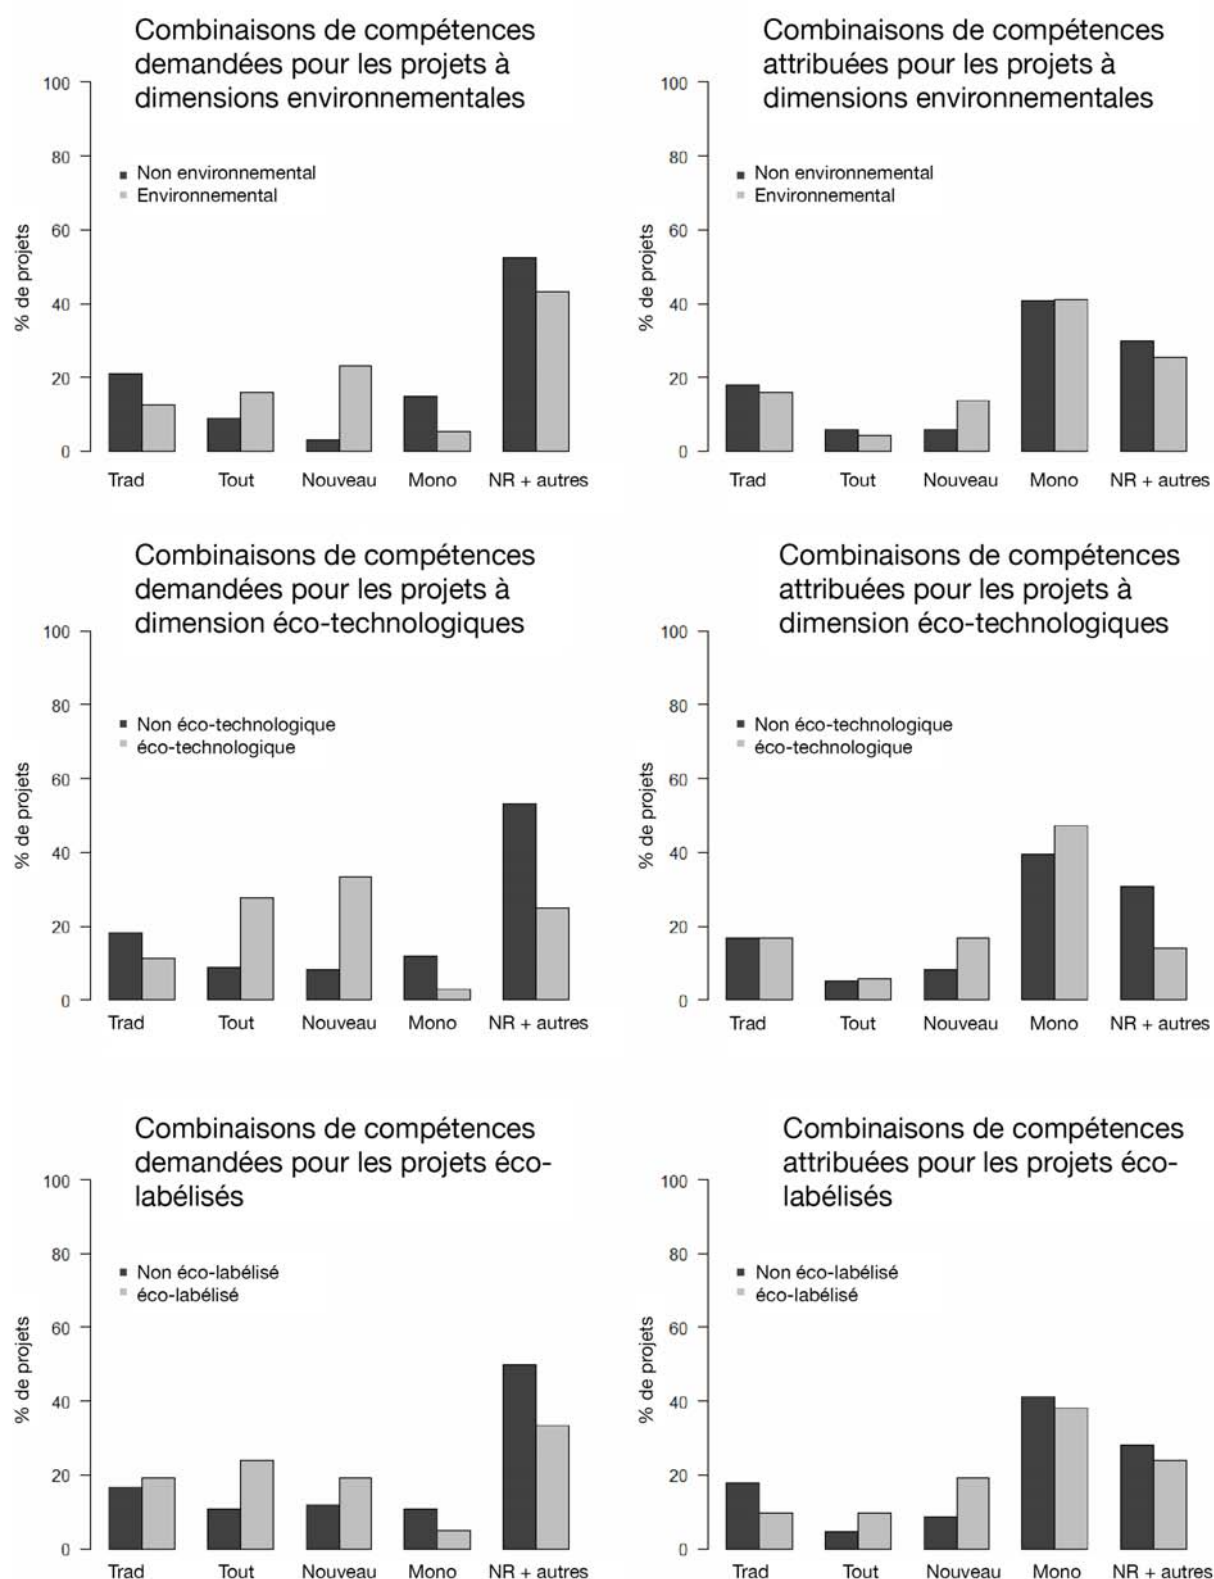 Combinaisons de compétences
demandées pour les projets à
dimensions environnementales
100
80
60
40
20
0
% de projets
Non environnemental
Environnemental
Trad
Tout
Nouveau
Mono
NR + autres
Combinaisons de compétences
attribuées pour les projets à
dimensions environnementales
100
80
60
40
20
0
% de projets
Non environnemental
Environnemental
Trad
Tout
Nouveau
Mono
NR + autres
Combinaisons de compétences
demandées pour les projets à
dimension éco-technologiques
100
80
60
40
20
0
% de projets
Non éco-technologique
éco-technologique
Trad
Tout
Nouveau
Mono
NR + autres
Combinaisons de compétences
attribuées pour les projets à
dimension éco-technologiques
100
80
60
40
20
0
% de projets
Non éco-technologique
éco-technologique
Trad
Tout
Nouveau
Mono
NR + autres
Combinaisons de compétences
demandées pour les projets éco-
labélisés
100
80
60
40
20
0
% de projets
Non éco-labélisé
éco-labélisé
Trad
Tout
Nouveau
Mono
NR + autres
Combinaisons de compétences
attribuées pour les projets éco-
labélisés
100
80
60
40
20
0
% de projets
Non éco-labélisé
éco-labélisé
Trad
Tout
Nouveau
Mono
NR + autres